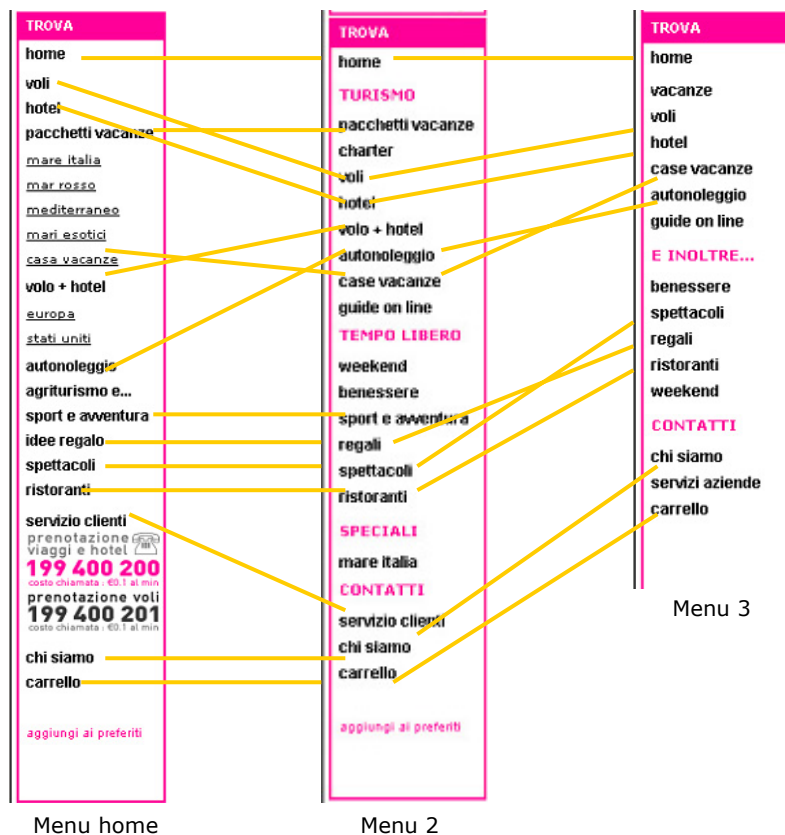 TROVA
home
voli
hotel
pacchetti vacanze
mare italia
mar rosso
mediterraneo
mari esotici
casa vacanze
volo + hotel
europa
stati uniti
autonoleggio
agriturismo e...
sport e avventura
idee regalo
spettacoli
ristoranti
servizio clienti
prenotazione
viaggi e hotel
199 400 200
costo chiamata : €0.1 al min
prenotazione voli
199 400 201
costo chiamata : €0.1 al min
chi siamo
carrello
aggiungi ai preferiti
Menu home
TROVA
home
TURISMO
pacchetti vacanze
charter
voli
hotel
volo + hotel
autonoleggio
case vacanze
guide on line
TEMPO LIBERO
weekend
benessere
sport e avventura
regali
spettacoli
ristoranti
SPECIALI
mare italia
CONTATTI
servizio clienti
chi siamo
carrello
aggiungi ai preferiti
Menu 2
TROVA
home
vacanze
voli
hotel
case vacanze
autonoleggio
guide on line
E INOLTRE...
benessere
spettacoli
regali
ristoranti
weekend
CONTATTI
chi siamo
servizi aziende
carrello
Menu 3